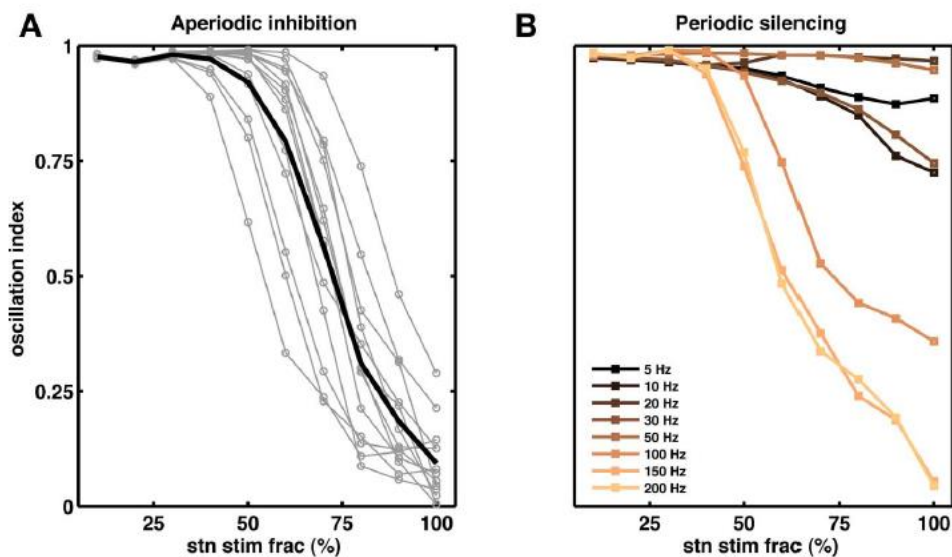 A
Aperiodic inhibition
B
Periodic silencing
oscillation index
1
0.75
0.5
0.25
0
25
50
75
100
stn stim frac (%)
5 Hz
10 Hz
20 Hz
30 Hz
50 Hz
100 Hz
150 Hz
200 Hz
25
50
75
100
stn stim frac (%)